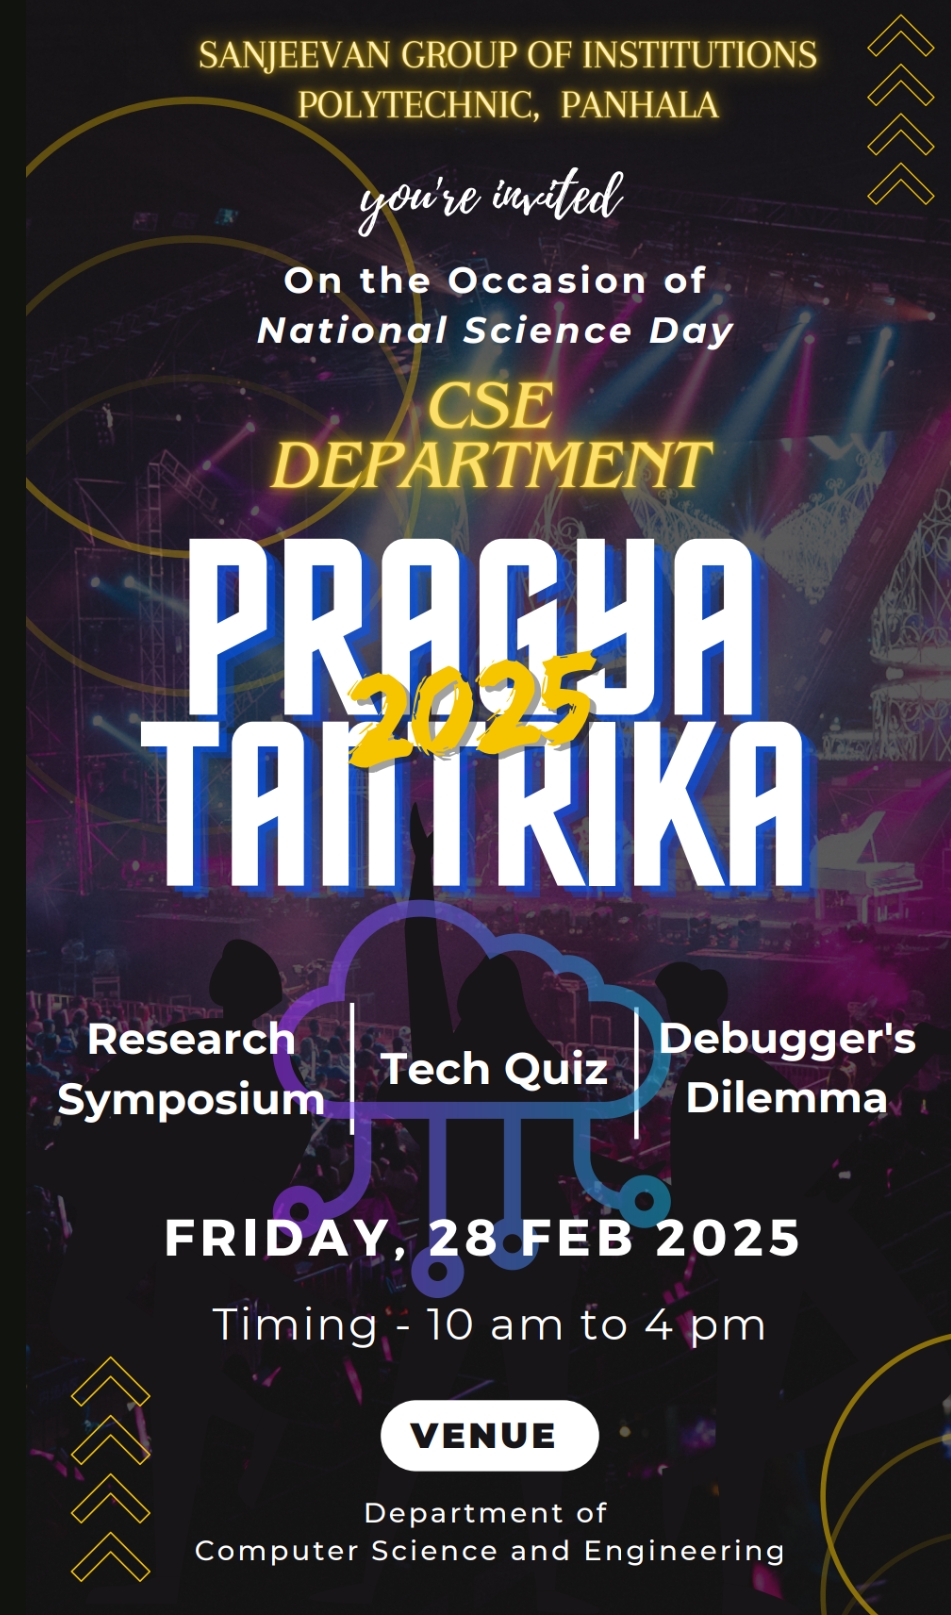 SANJEEVAN GROUP OF INSTITUTIONS
POLYTECHNIC, PANHALA
you're invited
On the Occasion of
National Science Day
CSE
DEPARTMENT
PRAGYA
2025
TANTRIKA
Research
Symposium
Tech Quiz
Debugger's
Dilemma
FRIDAY, 28 FEB 2025
Timing - 10 am to 4 pm
VENUE
Department of
Computer Science and Engineering